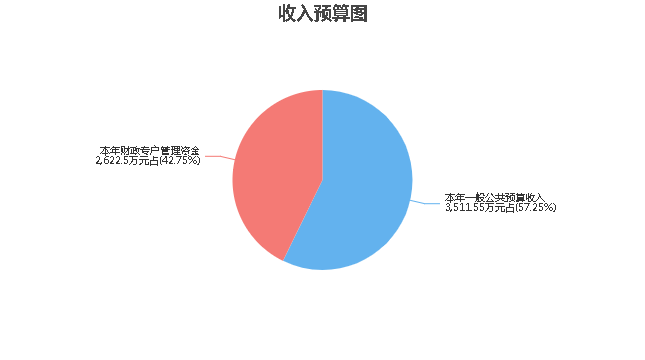 收入预算图
本年财政专户管理资金
2,622.5万元占(42.75%)
本年一般公共预算收入
3,511.55万元占(57.25%)